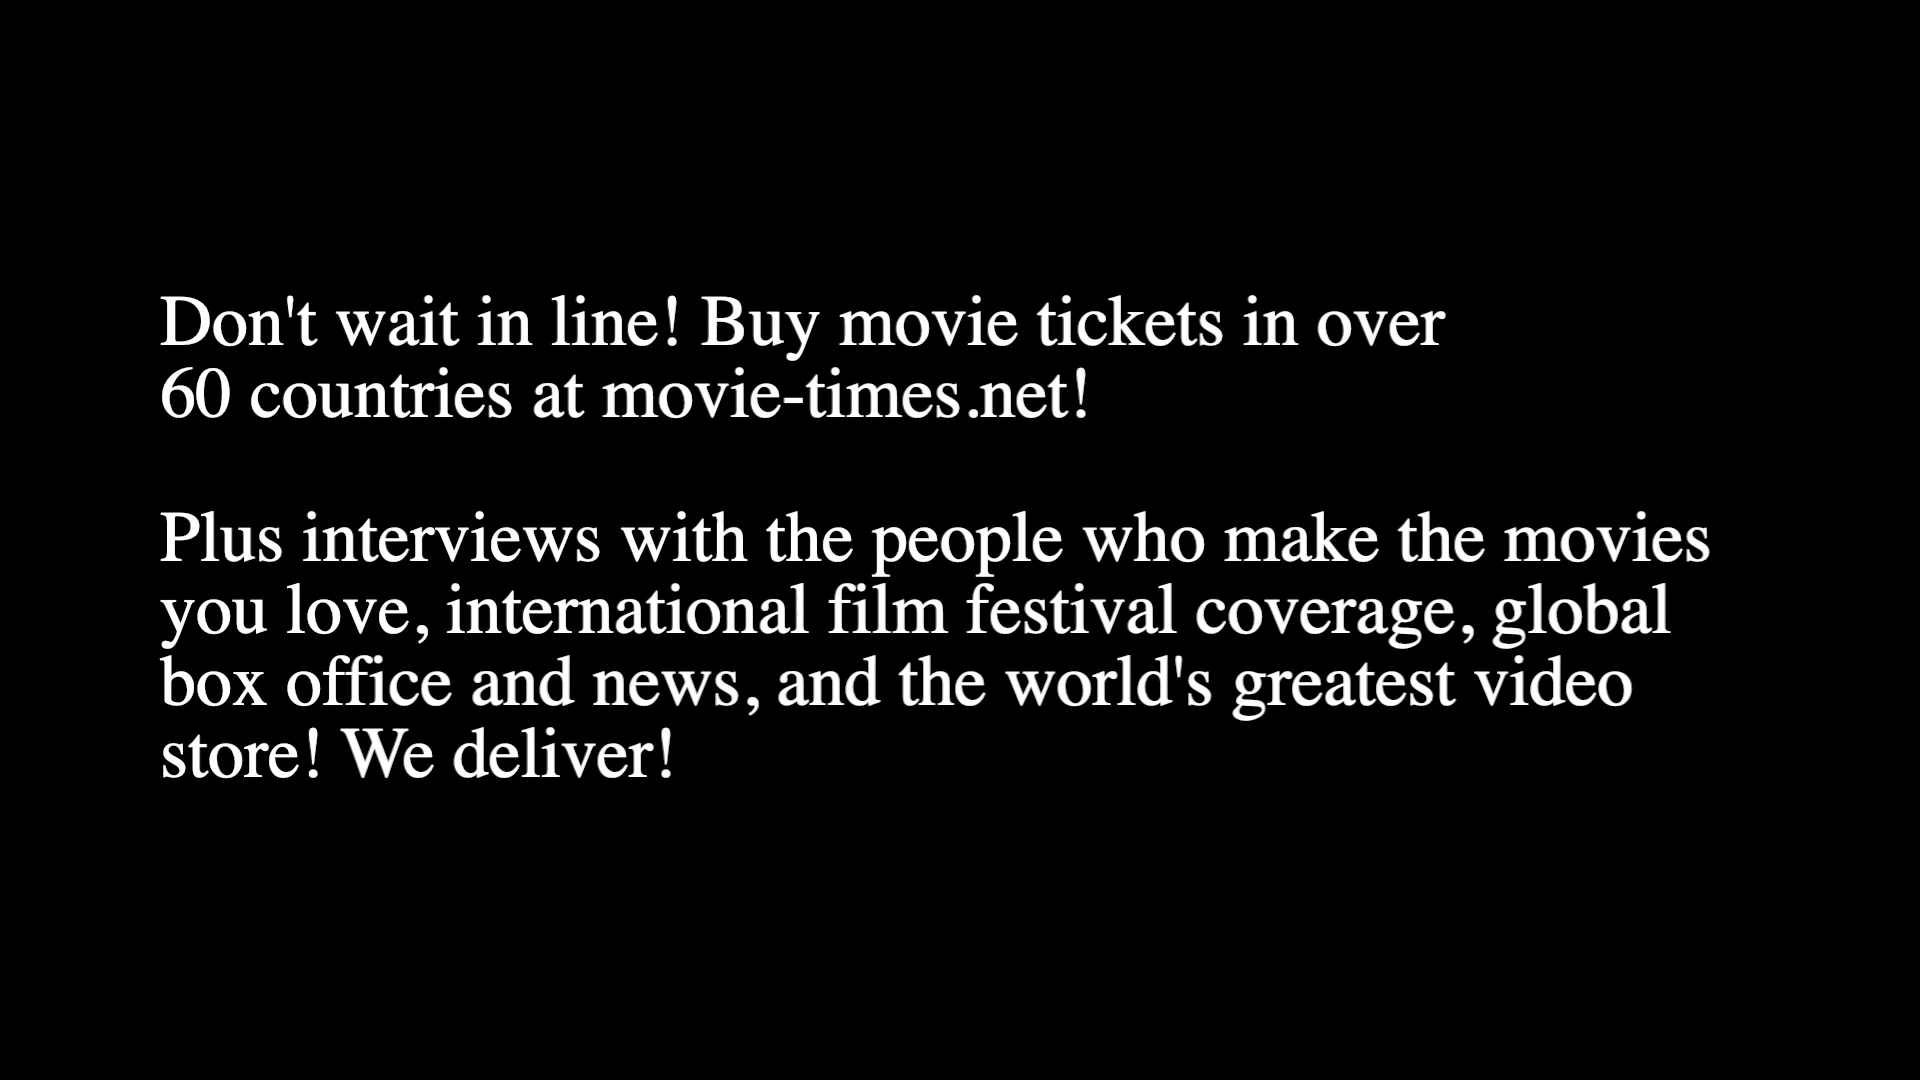 Don't wait in line! Buy movie tickets in over
60 countries at movie-times.net!
Plus interviews with the people who make the movies
you love, international film festival coverage, global
box office and news, and the world's greatest video
store! We deliver!